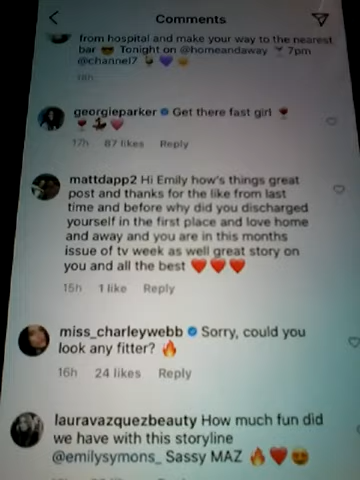 Comments
from hospital and make your way to the nearest
bar 😎 Tonight on @homeandaway 🍸 7pm
@channel7 💜
18h
georgieparker Get there fast girl 🍷
🍷💃💗
17h 87 likes Reply
mattdapp2 Hi Emily how's things great
post and thanks for the like from last
time and before why did you discharged
yourself in the first place and love home
and away and you are in this months
issue of tv week as well great story on
you and all the best ❤️❤️❤️
15h 1 like Reply
miss_charleywebb Sorry, could you
look any fitter? 🔥
16h 24 likes Reply
lauravazquezbeauty How much fun did
we have with this storyline
@emilysymons_ Sassy MAZ 🔥❤️😍